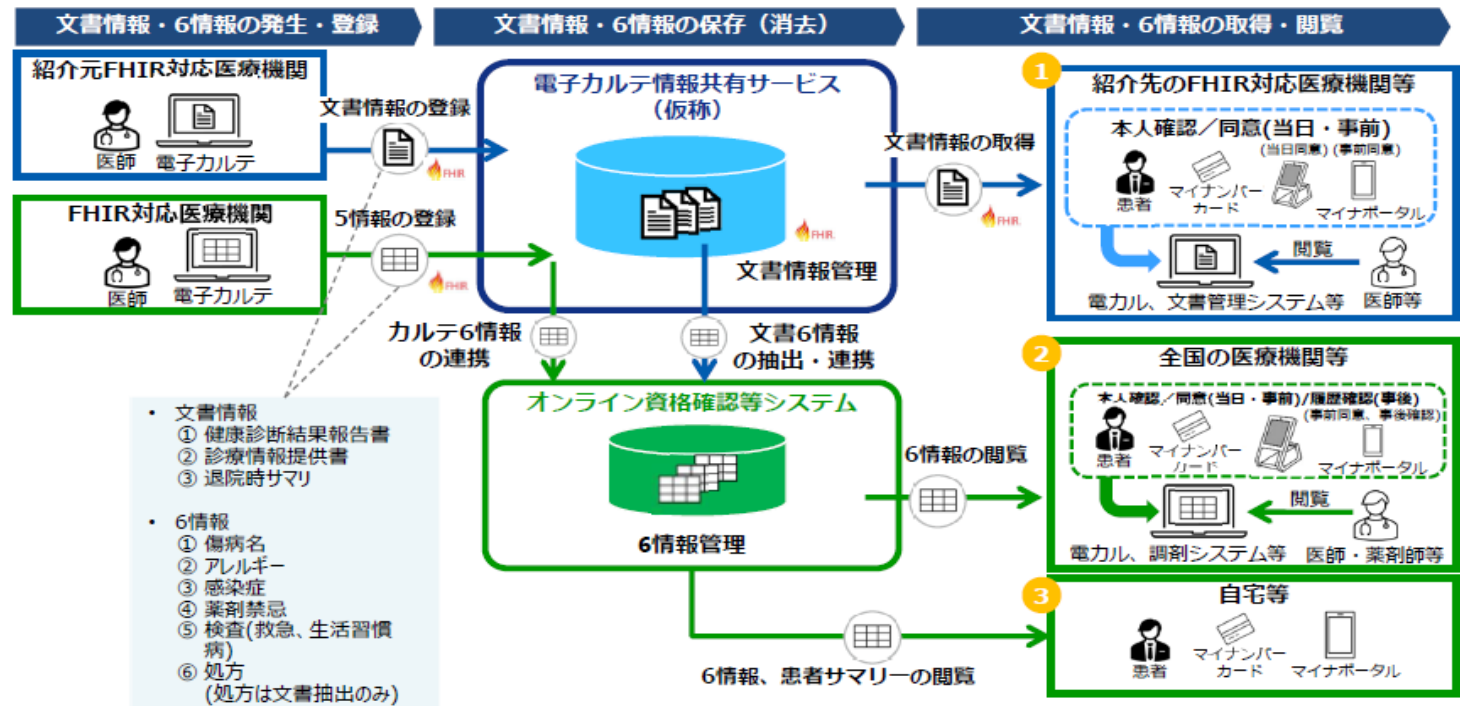 文書情報・6情報の発生・登録
文書情報・6情報の保存（消去）
文書情報・6情報の取得・閲覧
紹介元FHIR対応医療機関
医師
電子カルテ
文書情報の登録
FHIR
FHIR対応医療機関
医師
電子カルテ
5情報の登録
FHIR
電子カルテ情報共有サービス
（仮称）
FHIR
文書情報管理
文書情報の取得
FHIR
カルテ6情報
の連携
文書6情報
の抽出・連携
オンライン資格確認等システム
6情報管理
6情報の閲覧
6情報、患者サマリーの閲覧
• 文書情報
① 健康診断結果報告書
② 診療情報提供書
③ 退院時サマリ
• 6情報
① 傷病名
② アレルギー
③ 感染症
④ 薬剤禁忌
⑤ 検査(救急、生活習慣
病)
⑥ 処方
(処方は文書抽出のみ)
1
紹介先のFHIR対応医療機関等
本人確認／同意(当日・事前)
(当日同意) (事前同意)
患者
マイナンバー
カード
マイナポータル
閲覧
電カル、文書管理システム等
医師等
2
全国の医療機関等
本人確認／同意(当日・事前)/履歴確認(事後)
(事前同意、事後確認)
患者
マイナンバー
カード
マイナポータル
閲覧
電カル、調剤システム等
医師・薬剤師等
3
自宅等
患者
マイナンバー
カード
マイナポータル